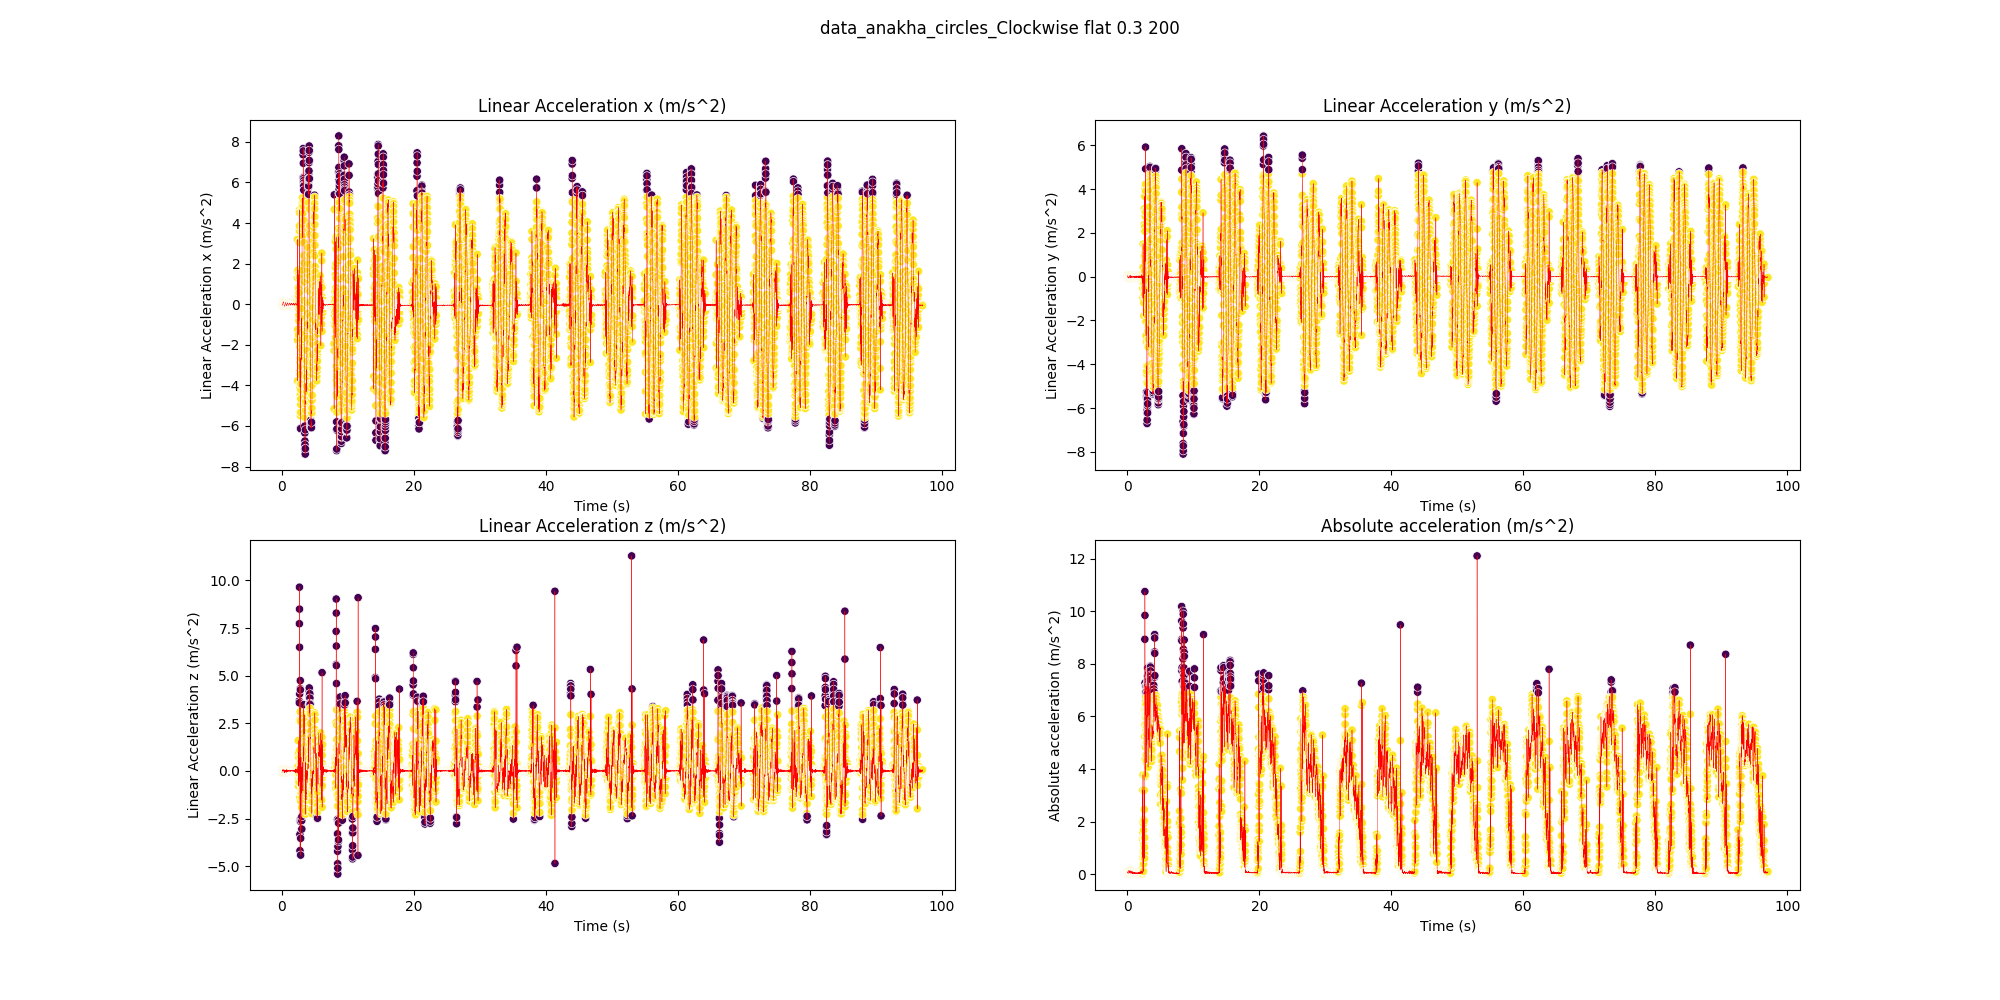 data_anakha_circles_Clockwise flat 0.3 200
Linear Acceleration x (m/s^2)
Linear Acceleration x (m/s^2)
8
6
4
2
0
−2
−4
−6
−8
0 20 40 60 80 100
Time (s)
Linear Acceleration y (m/s^2)
Linear Acceleration y (m/s^2)
6
4
2
0
−2
−4
−6
−8
0 20 40 60 80 100
Time (s)
Linear Acceleration z (m/s^2)
Linear Acceleration z (m/s^2)
10.0
7.5
5.0
2.5
0.0
−2.5
−5.0
0 20 40 60 80 100
Time (s)
Absolute acceleration (m/s^2)
Absolute acceleration (m/s^2)
12
10
8
6
4
2
0
0 20 40 60 80 100
Time (s)